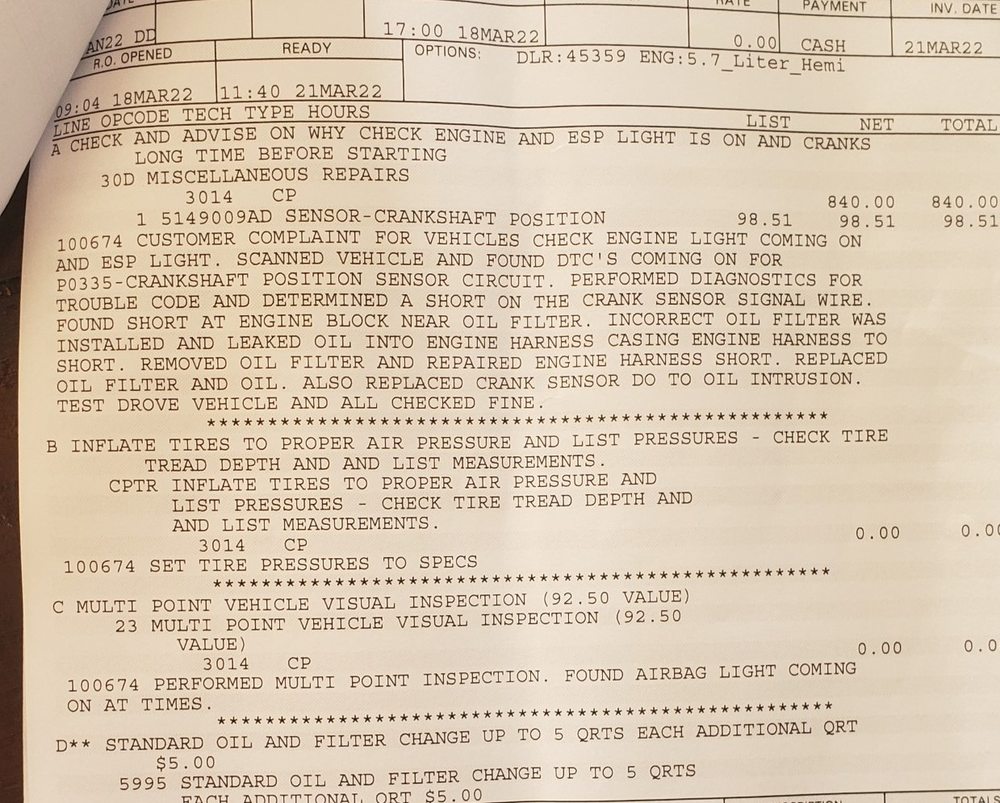 RATE PAYMENT INV. DATE
AN22 DD 17:00 18MAR22 0.00 CASH 21MAR22
R.O. OPENED READY OPTIONS: DLR:45359 ENG:5.7_Liter_Hemi
09:04 18MAR22 11:40 21MAR22
LINE OPCODE TECH TYPE HOURS LIST NET TOTAL
A CHECK AND ADVISE ON WHY CHECK ENGINE AND ESP LIGHT IS ON AND CRANKS
LONG TIME BEFORE STARTING
30D MISCELLANEOUS REPAIRS
3014 CP 840.00 840.00
1 5149009AD SENSOR-CRANKSHAFT POSITION 98.51 98.51 98.51
100674 CUSTOMER COMPLAINT FOR VEHICLES CHECK ENGINE LIGHT COMING ON
AND ESP LIGHT. SCANNED VEHICLE AND FOUND DTC'S COMING ON FOR
P0335-CRANKSHAFT POSITION SENSOR CIRCUIT. PERFORMED DIAGNOSTICS FOR
TROUBLE CODE AND DETERMINED A SHORT ON THE CRANK SENSOR SIGNAL WIRE.
FOUND SHORT AT ENGINE BLOCK NEAR OIL FILTER. INCORRECT OIL FILTER WAS
INSTALLED AND LEAKED OIL INTO ENGINE HARNESS CASING ENGINE HARNESS TO
SHORT. REMOVED OIL FILTER AND REPAIRED ENGINE HARNESS SHORT. REPLACED
OIL FILTER AND OIL. ALSO REPLACED CRANK SENSOR DO TO OIL INTRUSION.
TEST DROVE VEHICLE AND ALL CHECKED FINE.
****************************************************
B INFLATE TIRES TO PROPER AIR PRESSURE AND LIST PRESSURES - CHECK TIRE
TREAD DEPTH AND AND LIST MEASUREMENTS.
CPTR INFLATE TIRES TO PROPER AIR PRESSURE AND
LIST PRESSURES - CHECK TIRE TREAD DEPTH AND
AND LIST MEASUREMENTS.
3014 CP 0.00 0.00
100674 SET TIRE PRESSURES TO SPECS
****************************************************
C MULTI POINT VEHICLE VISUAL INSPECTION (92.50 VALUE)
23 MULTI POINT VEHICLE VISUAL INSPECTION (92.50
VALUE)
3014 CP 0.00 0.0
100674 PERFORMED MULTI POINT INSPECTION. FOUND AIRBAG LIGHT COMING
ON AT TIMES.
****************************************************
D** STANDARD OIL AND FILTER CHANGE UP TO 5 QRTS EACH ADDITIONAL QRT
$5.00
5995 STANDARD OIL AND FILTER CHANGE UP TO 5 QRTS
EACH ADDITIONAL QRT $5.00
TOTALS